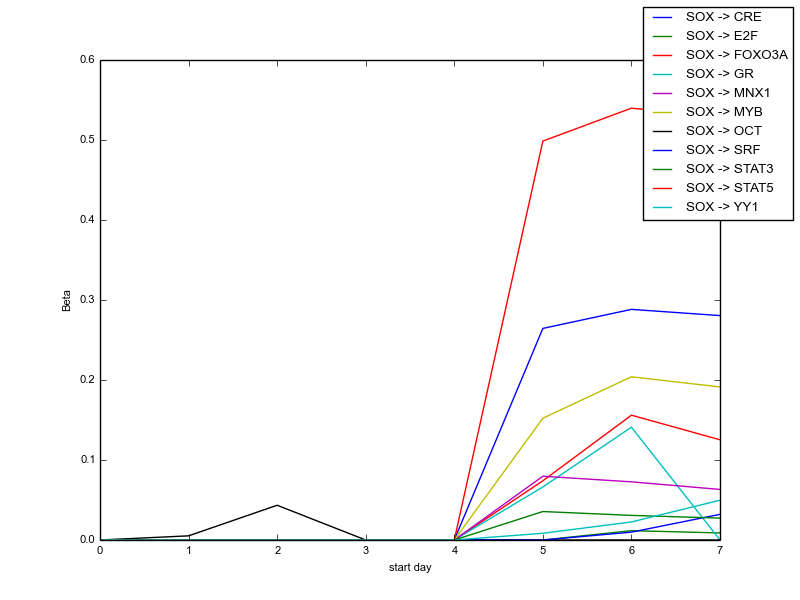 SOX -> CRE
SOX -> E2F
SOX -> FOXO3A
SOX -> GR
SOX -> MNX1
SOX -> MYB
SOX -> OCT
SOX -> SRF
SOX -> STAT3
SOX -> STAT5
SOX -> YY1
0.6
0.5
0.4
0.3
0.2
0.1
0.0
Beta
0 1 2 3 4 5 6 7
start day